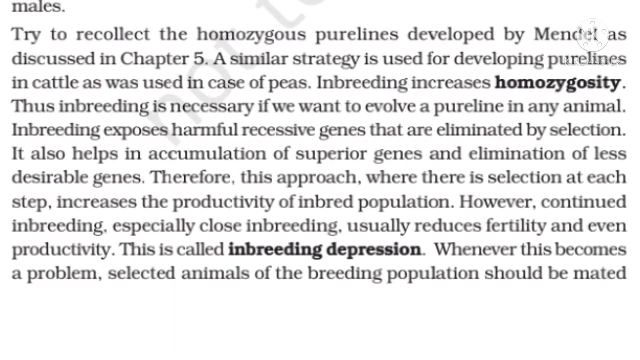 males.
Try to recollect the homozygous purelines developed by Mendel as
discussed in Chapter 5. A similar strategy is used for developing purelines
in cattle as was used in case of peas. Inbreeding increases homozygosity.
Thus inbreeding is necessary if we want to evolve a pureline in any animal.
Inbreeding exposes harmful recessive genes that are eliminated by selection.
It also helps in accumulation of superior genes and elimination of less
desirable genes. Therefore, this approach, where there is selection at each
step, increases the productivity of inbred population. However, continued
inbreeding, especially close inbreeding, usually reduces fertility and even
productivity. This is called inbreeding depression. Whenever this becomes
a problem, selected animals of the breeding population should be mated
not to